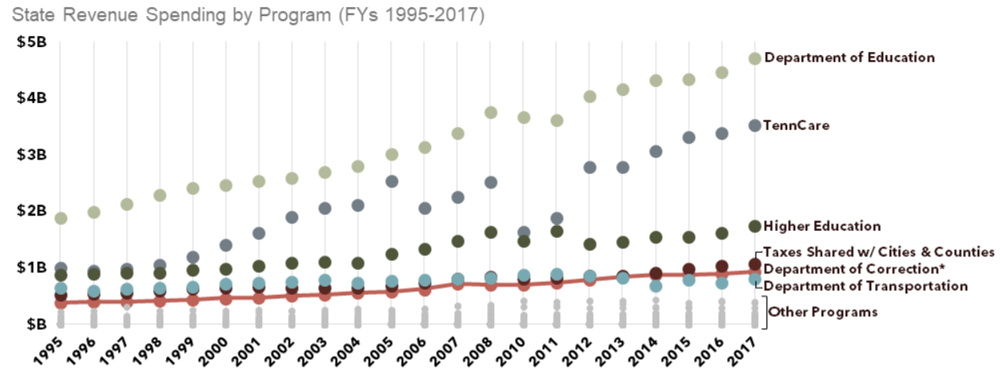 State Revenue Spending by Program (FYs 1995-2017)
$5B
$4B
$3B
$2B
$1B
$B
Department of Education
TennCare
Higher Education
Taxes Shared w/ Cities & Counties
Department of Correction*
Department of Transportation
Other Programs
1995 1996 1997 1998 1999 2000 2001 2002 2003 2004 2005 2006 2007 2008 2010 2011 2012 2013 2014 2015 2016 2017